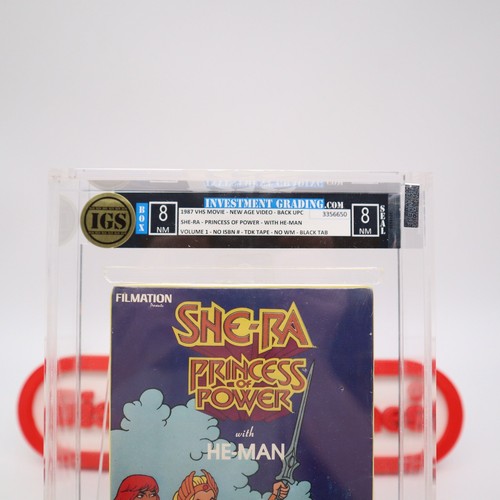 INVESTMENT GRADING.COM
IGS
BOX
8
NM
1987 VHS MOVIE - NEW AGE VIDEO - BACK UPC
3356650
SHE-RA - PRINCESS OF POWER - WITH HE-MAN
VOLUME 1 - NO ISBN # - TDK TAPE - NO WM - BLACK TAB
8
NM
SEAL
FILMATION
Presents
SHE-RA
PRINCESS
OF
POWER
with
HE-MAN